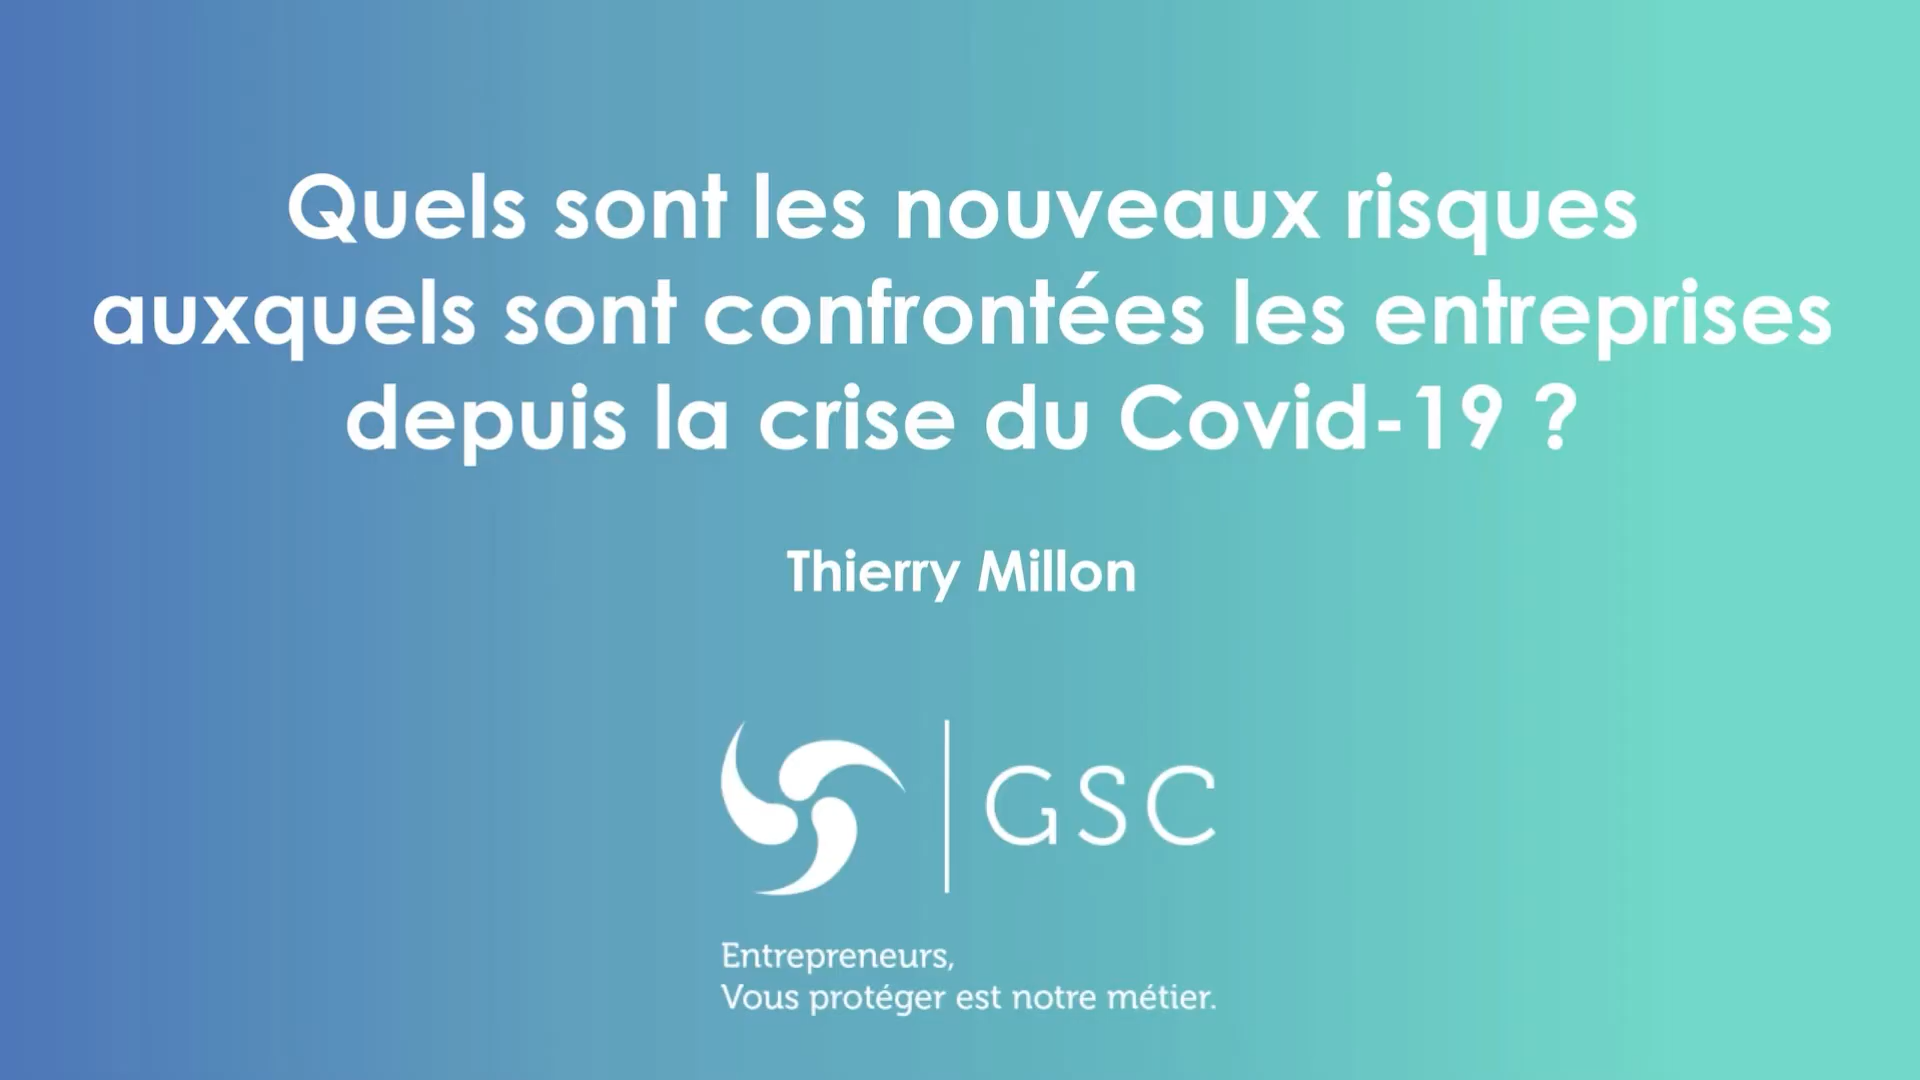 Quels sont les nouveaux risques
auxquels sont confrontées les entreprises
depuis la crise du Covid-19 ?
Thierry Millon
GSC
Entrepreneurs,
Vous protéger est notre métier.